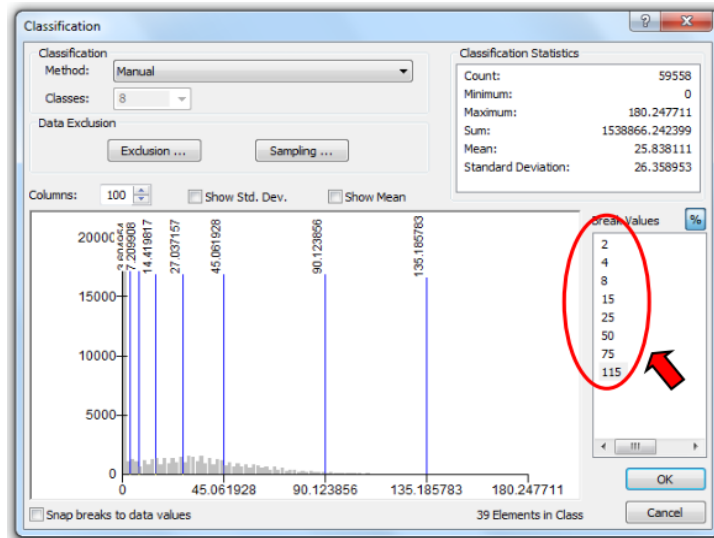 Classification
Classification
Method: Manual
Classes: 8
Data Exclusion
Exclusion ...
Sampling ...
Classification Statistics
Count: 59558
Minimum: 0
Maximum: 180.247711
Sum: 1538866.242399
Mean: 25.838111
Standard Deviation: 26.358953
Columns: 100
Show Std. Dev.
Show Mean
Break Values %
2
4
8
15
25
50
75
115
7.209908
14.419817
27.037157
45.061928
90.123856
135.185783
15000
10000
5000
0
0 45.061928 90.123856 135.185783 180.247711
Snap breaks to data values
39 Elements in Class
OK
Cancel